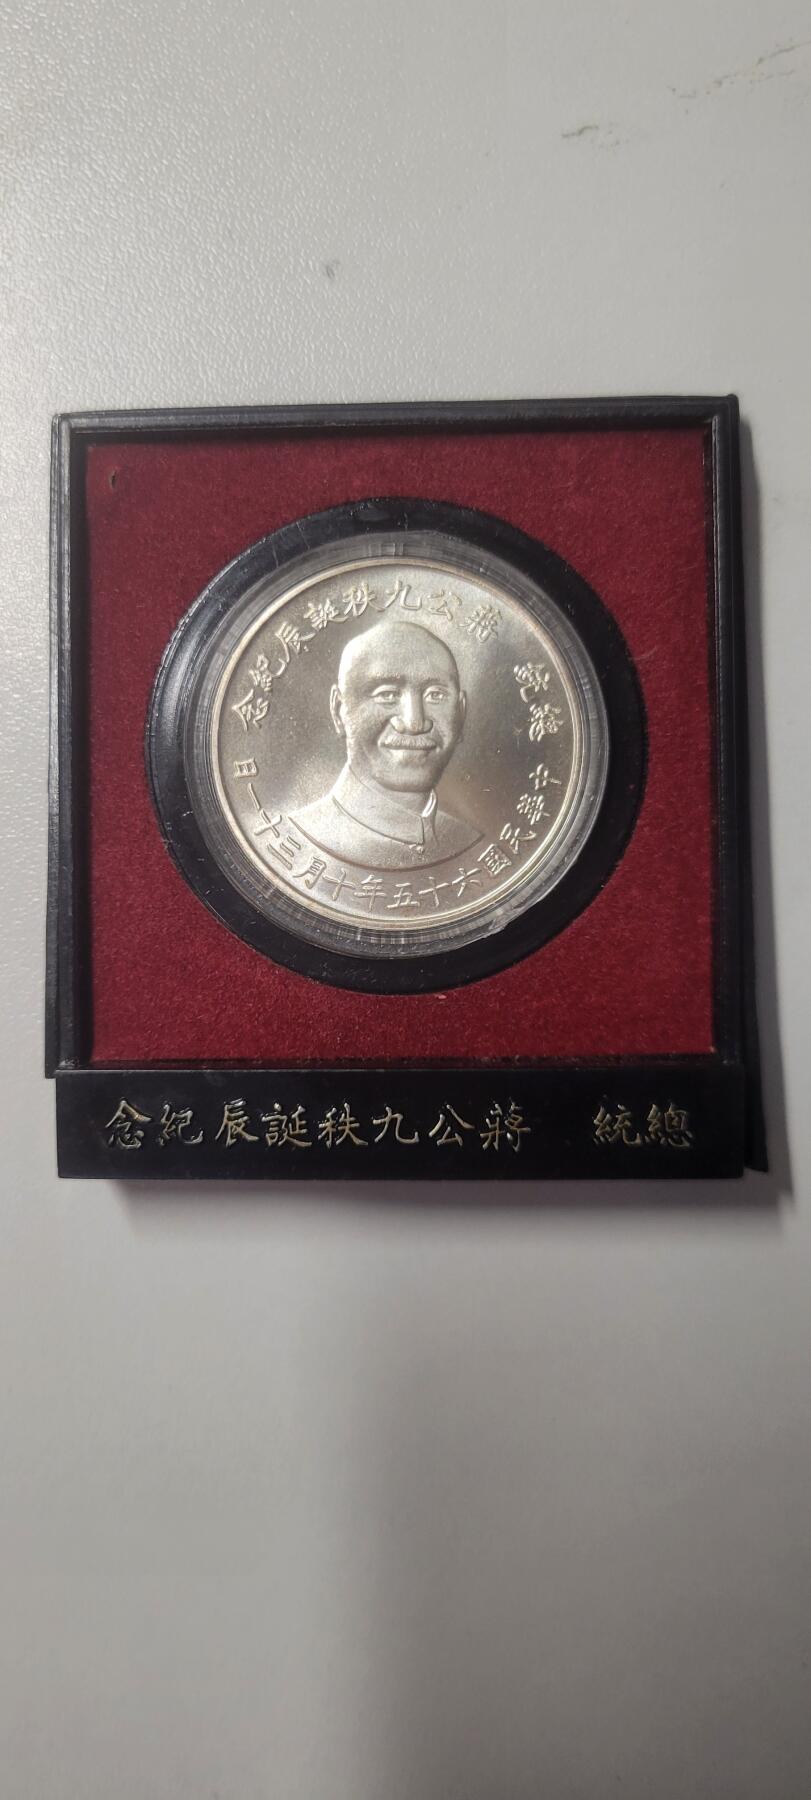 總統 蔣公九秩誕辰紀念
中華民國六十五年十月三十一日
總統 蔣公九秩誕辰紀念